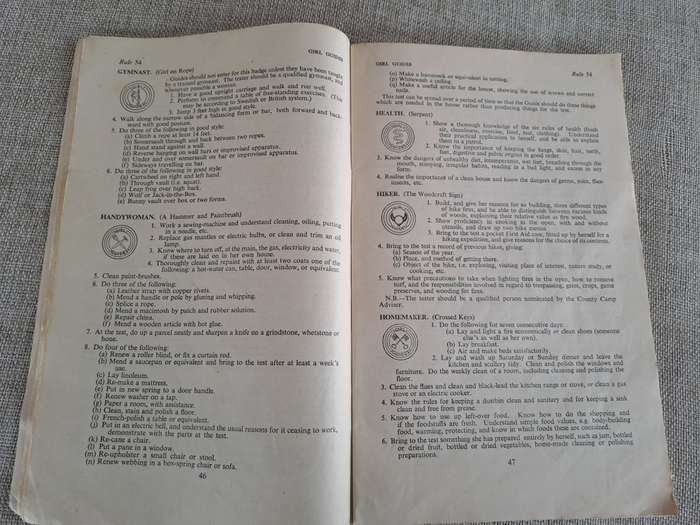 GIRL GUIDES
Rule 54
GYMNAST. (Girl on Rope)
Guides should not enter for this badge unless they have been taught
by a trained gymnast. The tester should be a qualified gymnast, and
whenever possible a woman.
1. Have a good upright carriage and walk and run well.
2. Perform to command a table of free-standing exercises. (This
may be according to Swedish or British system.)
3. Jump 3 feet high in good style.
4. Walk along the narrow side of a balancing form or bar, both forward and back-
ward with good posture.
5. Do three of the following in good style:
(a) Climb a rope at least 14 feet.
(b) Somersault through and back between two ropes.
(c) Hand stand against a wall.
(d) Reverse hanging on wall bars or improvised apparatus.
(e) Under and over somersault on bar or improvised apparatus.
(f) Sideways travelling on bar.
6. Do three of the following in good style:
(a) Cartwheel on right and left hand.
(b) Through vault (i.e. squat).
(c) Leap frog over high back.
(d) Wolf or Jack-in-the-Box.
(e) Bunny vault over box or two forms.
HANDYWOMAN. (A Hammer and Paintbrush)
1. Work a sewing-machine and understand cleaning, oiling, putting
in a needle, etc.
2. Replace gas mantles or electric bulbs, or clean and trim an oil
lamp.
3. Know where to turn off, at the main, the gas, electricity and water,
if these are laid on in her own house.
4. Thoroughly clean and repaint with at least two coats one of the
following: a hot-water can, table, door, window, or equivalent.
5. Clean paint-brushes.
6. Do three of the following:
(a) Leather strap with copper rivets.
(b) Mend a handle or pole by glueing and whipping.
(c) Splice a rope.
(d) Mend a macintosh by patch and rubber solution.
(e) Repair china.
(f) Mend a wooden article with hot glue.
7. At the test, do up a parcel neatly and sharpen a knife on a grindstone, whetstone or
hone.
8. Do four of the following:
(a) Renew a roller blind, or fix a curtain rod.
(b) Mend a saucepan or equivalent and bring to the test after at least a week's
use.
(c) Lay linoleum.
(d) Re-make a mattress.
(e) Put in new spring to a door handle.
(f) Renew washer on a tap.
(g) Paper a room, with assistance.
(h) Clean, stain and polish a floor.
(i) French-polish a table or equivalent.
(j) Put in an electric bell, and understand the usual reasons for it ceasing to work,
demonstrate with the parts at the test.
(k) Re-cane a chair.
(l) Put a pane in a window.
(m) Re-upholster a small chair or stool.
(n) Renew webbing in a box-spring chair or sofa.
46
GIRL GUIDES
Rule 54
(o) Make a hammock or equivalent in netting.
(p) Whitewash a ceiling.
(q) Make a useful article for the house, showing the use of screws and correct
nails.
This test can be spread over a period of time so that the Guide should do these things
which are needed in the house rather than producing things for the test.
HEALTH. (Serpent)
1. Show a thorough knowledge of the six rules of health (fresh
air, cleanliness, exercise, food, rest, clothing). Understand
their practical application to herself, and be able to explain
them to a patrol.
2. Know the importance of keeping the lungs, skin, hair, teeth,
feet, digestive and pelvic organs in good order.
3. Know the dangers of unhealthy diet, intemperance, wet feet, breathing through the
mouth, stooping, irregular habits, reading in a bad light, and excess in any
form.
4. Realise the importance of a clean house and know the dangers of germs, rats, flies
insects, etc.
HIKER. (The Woodcraft Sign)
1. Build, and give her reasons for so building, three different types
of hike fires, and be able to distinguish between various kinds
of woods, explaining their relative value as fire wood.
2. Show proficiency in cooking in the open, with and without
utensils, and draw up two hike menus.
3. Bring to the test a pocket First Aid case, fitted up by herself for a
hiking expedition, and give reasons for the choice of its contents.
4. Bring to the test a record of previous hikes, giving:
(a) Season of the year.
(b) Place, and method of getting there.
(c) Object of the hike, i.e. exploring, visiting place of interest, nature study, or
cooking, etc.
5. Know what precautions to take when lighting fires in the open, how to remove
turf, and the responsibilities involved in regard to trespassing, gates, crops, game
preserves, and wooding for fires.
N.B.—The tester should be a qualified person nominated by the County Camp
Adviser.
HOMEMAKER. (Crossed Keys)
1. Do the following for seven consecutive days:
(a) Lay and light a fire economically or clean shoes (someone
else's as well as her own).
(b) Lay breakfast.
(c) Air and make beds satisfactorily.
2. Lay and wash up Saturday or Sunday dinner and leave the
kitchen and scullery tidy. Clean and polish the windows and
furniture. Do the weekly clean of a room, including cleaning and polishing the
floor.
3. Clean the flues and clean and black-lead the kitchen range or stove, or clean a gas
stove or an electric cooker.
4. Know the rules for keeping a dustbin clean and sanitary and for keeping a sink
clean and free from grease.
5. Know how to use up left-over food. Know how to do the shopping and
if the foodstuffs are fresh. Understand simple food values, e.g. body-building
food, warming, protecting, and know in which foods these are contained.
6. Bring to the test something she has prepared entirely by herself, such as jam, bottled
or dried fruit, bottled or dried vegetables, home-made cleaning or polishing
preparations.
47